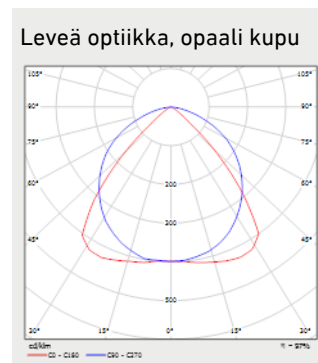 Leveä optiikka, opaali kupu
105° 105°
90° 90°
75° 75°
60° 60°
45° 45°
200
300
500
30° 15° 0° 15° 30°
cd/klm η = 97%
C0 - C180 C90 - C270